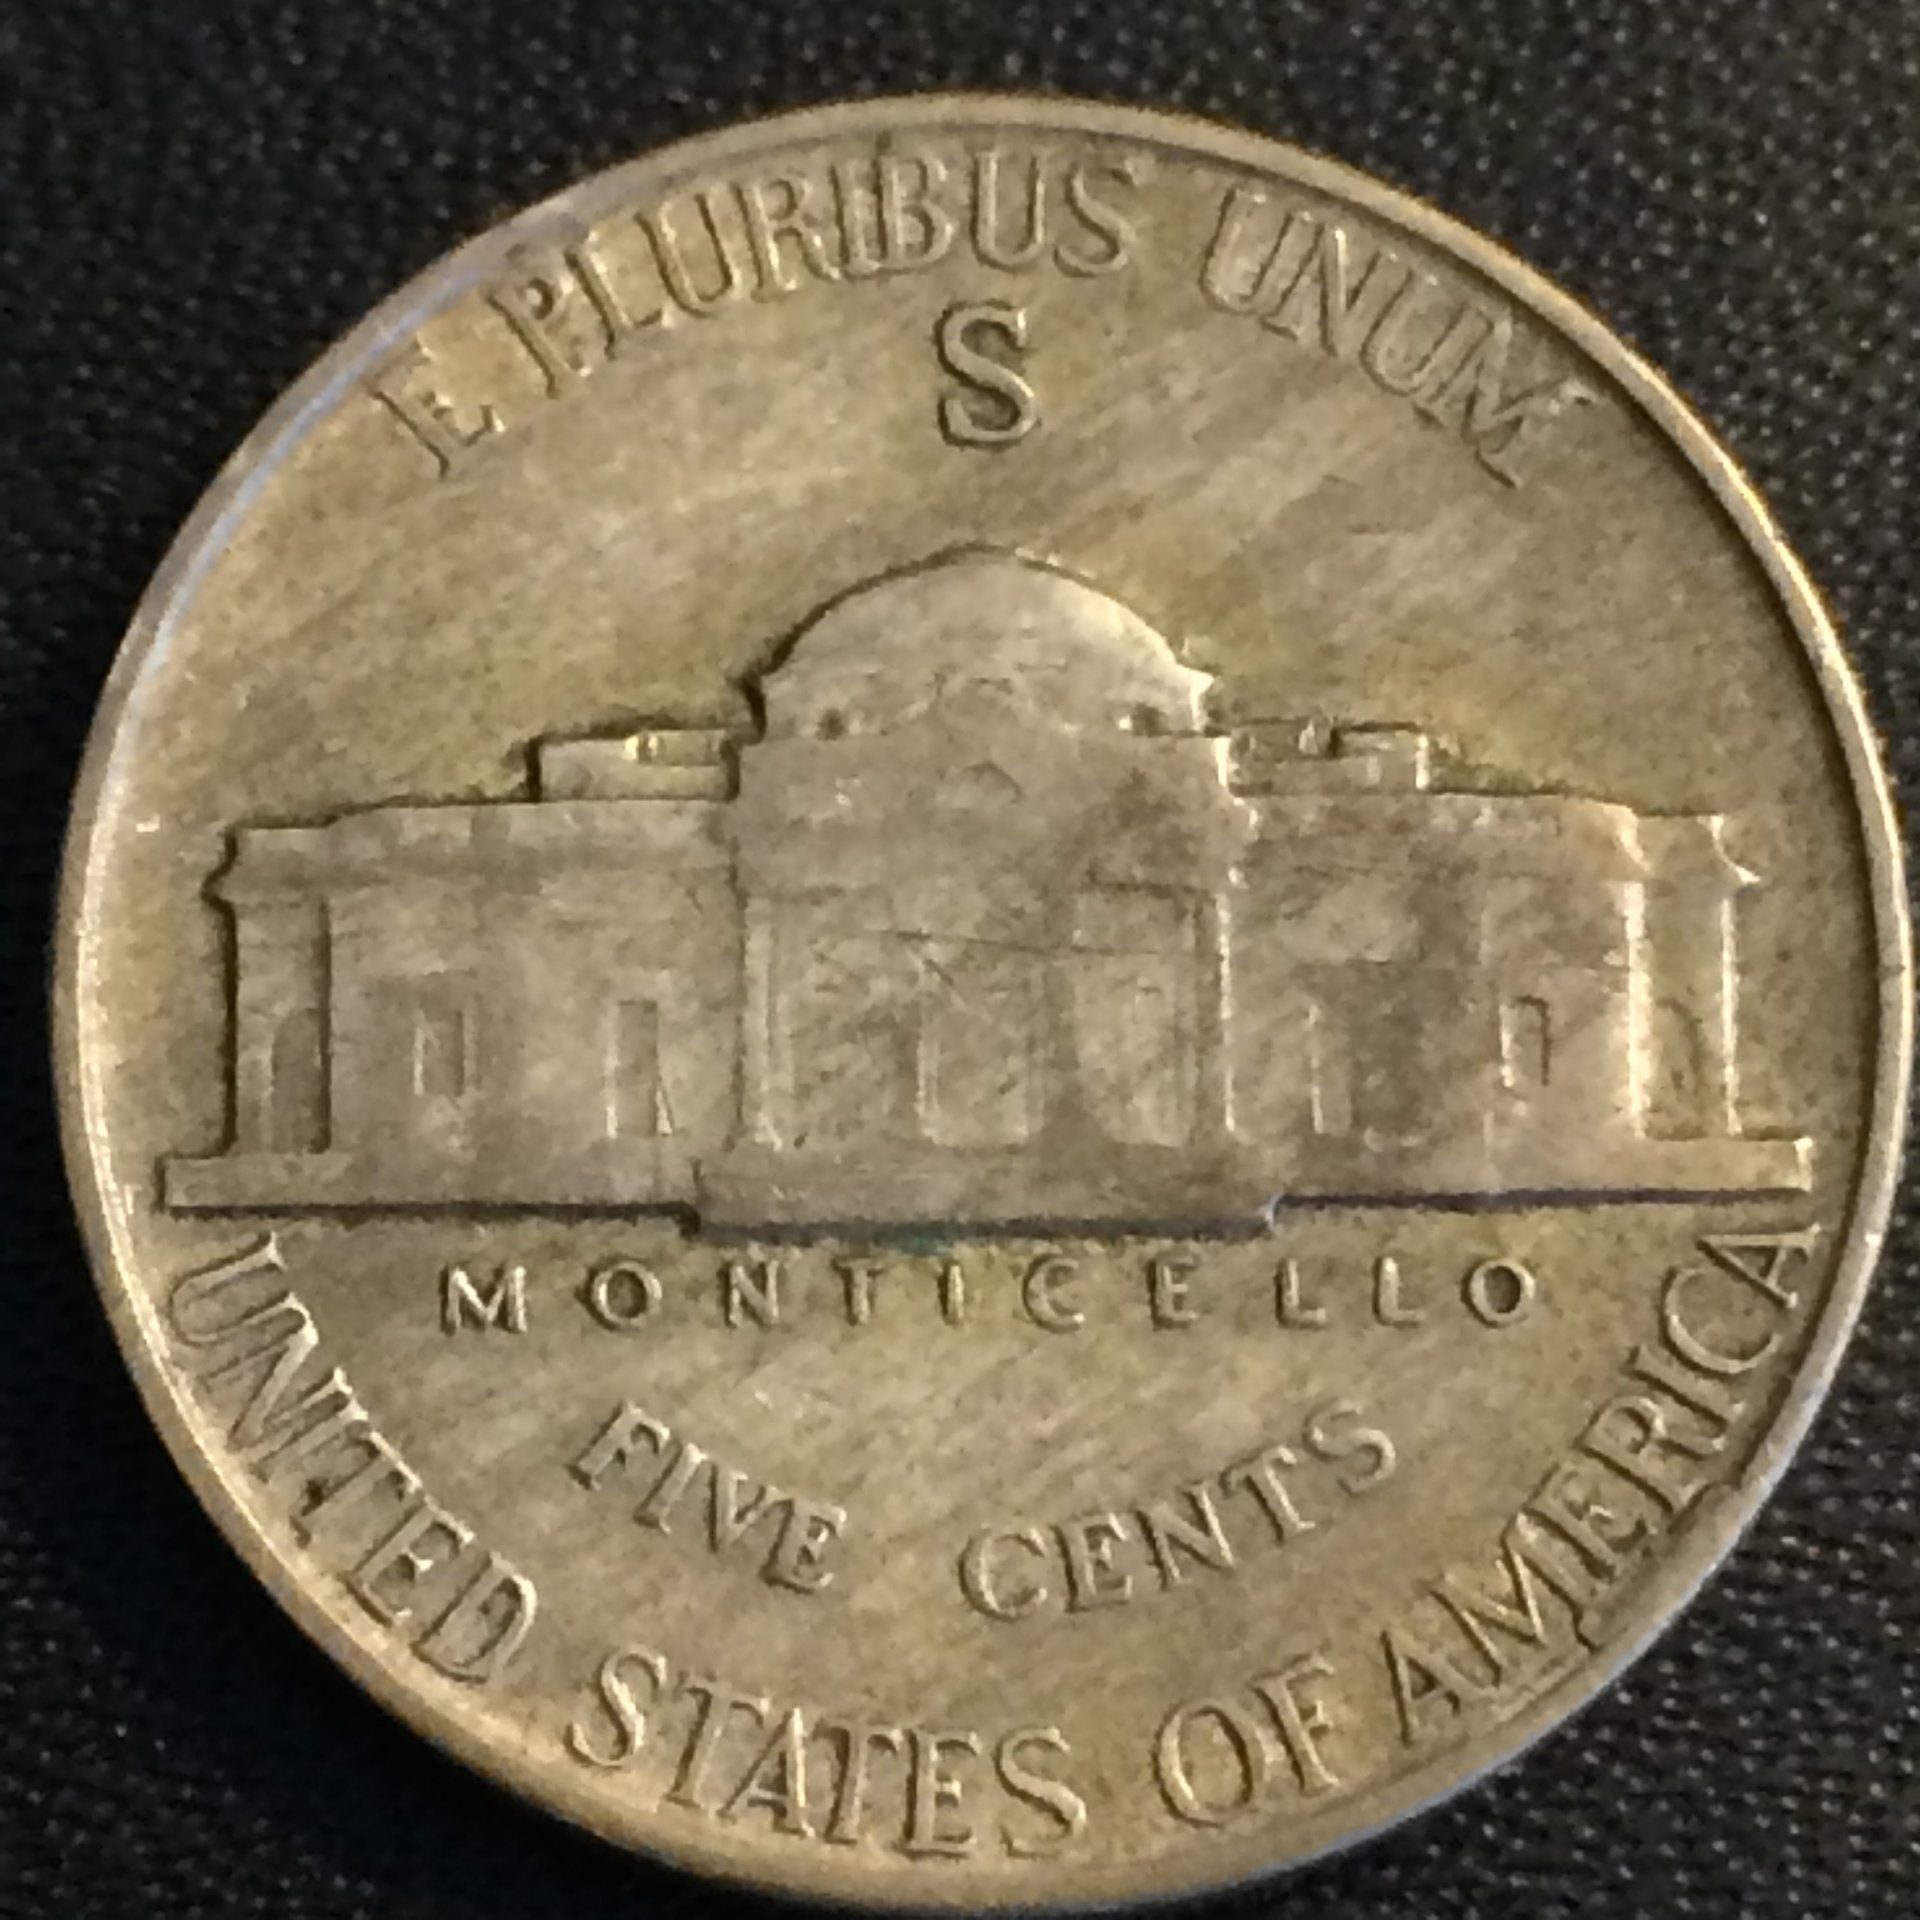 E PLURIBUS UNUM
S
MONTICELLO
FIVE CENTS
UNITED STATES OF AMERICA